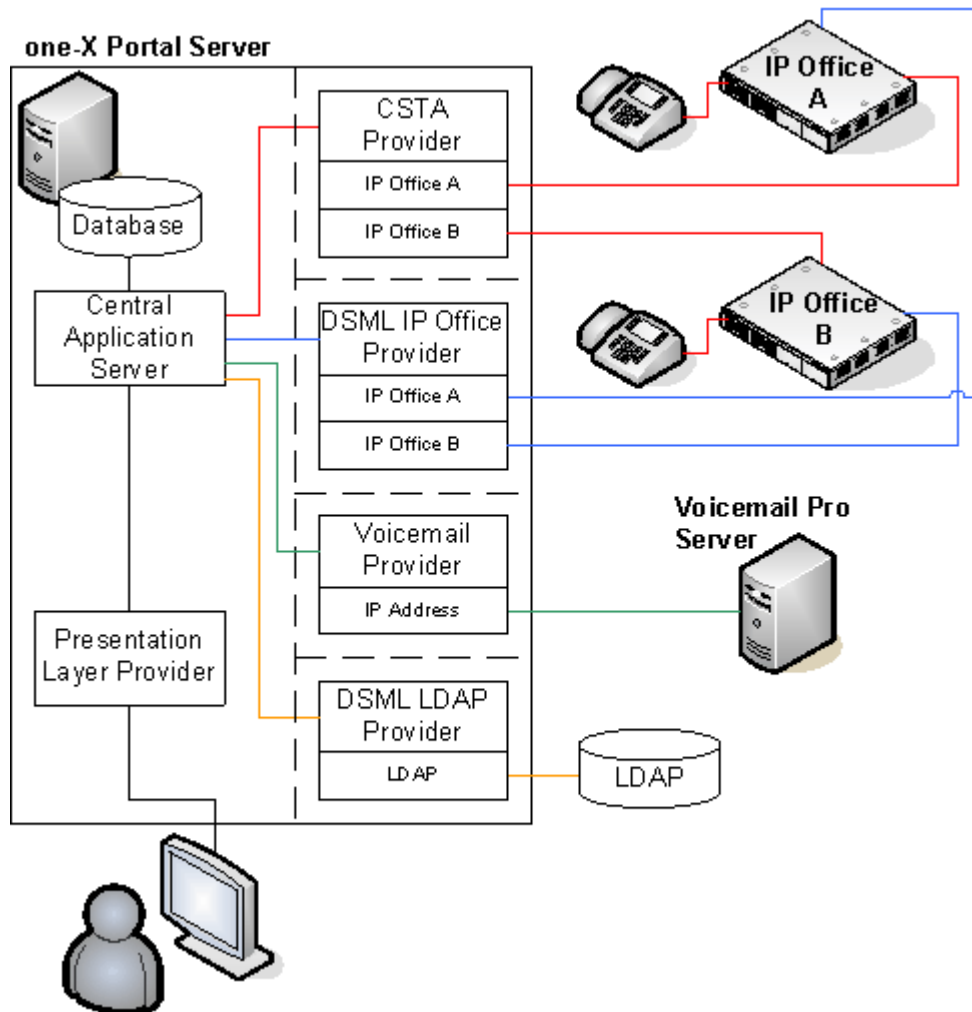 one-X Portal Server
Database
Central
Application
Server
Presentation
Layer Provider
CSTA
Provider
IP Office A
IP Office B
DSML IP Office
Provider
IP Office A
IP Office B
Voicemail
Provider
IP Address
DSML LDAP
Provider
LDAP
IP Office
A
IP Office
B
Voicemail Pro
Server
LDAP